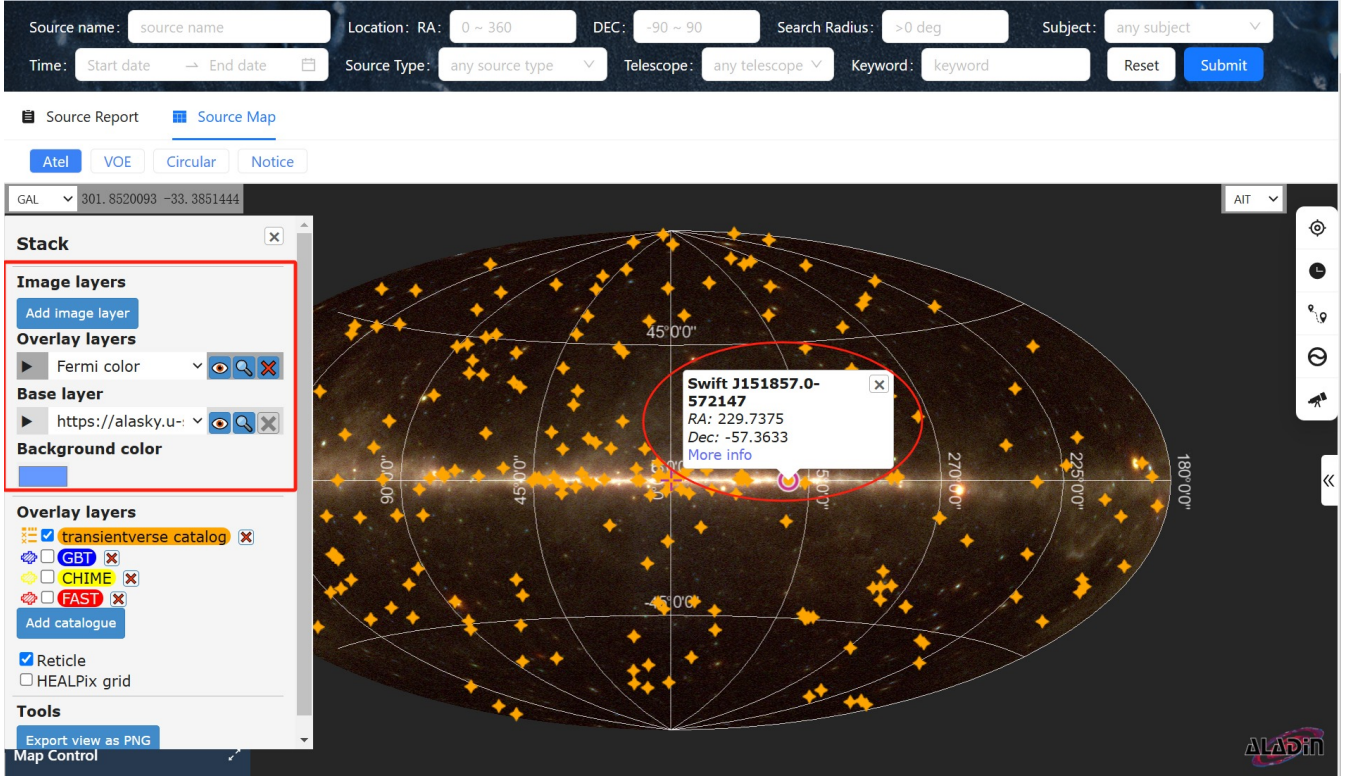 Source name: source name Location: RA: 0 ~ 360 DEC: -90 ~ 90 Search Radius: >0 deg Subject: any subject
Time: Start date → End date Source Type: any source type Telescope: any telescope Keyword: keyword Reset Submit
Source Report Source Map
Atel VOE Circular Notice
GAL 301.8520093 -33.3851444 AIT
Stack
Image layers
Add image layer
Overlay layers
Fermi color
Base layer
https://alasky.u-
Background color
Overlay layers
transientverse catalog
GBT
CHIME
FAST
Add catalogue
Reticle
HEALPix grid
Tools
Export view as PNG
Map Control
45°0'0"
Swift J151857.0-
572147
RA: 229.7375
Dec: -57.3633
More info
90°0'0"
45°0'0"
270°0'0"
225°0'0"
180°0'0"
-45°0'0"
ALADIN